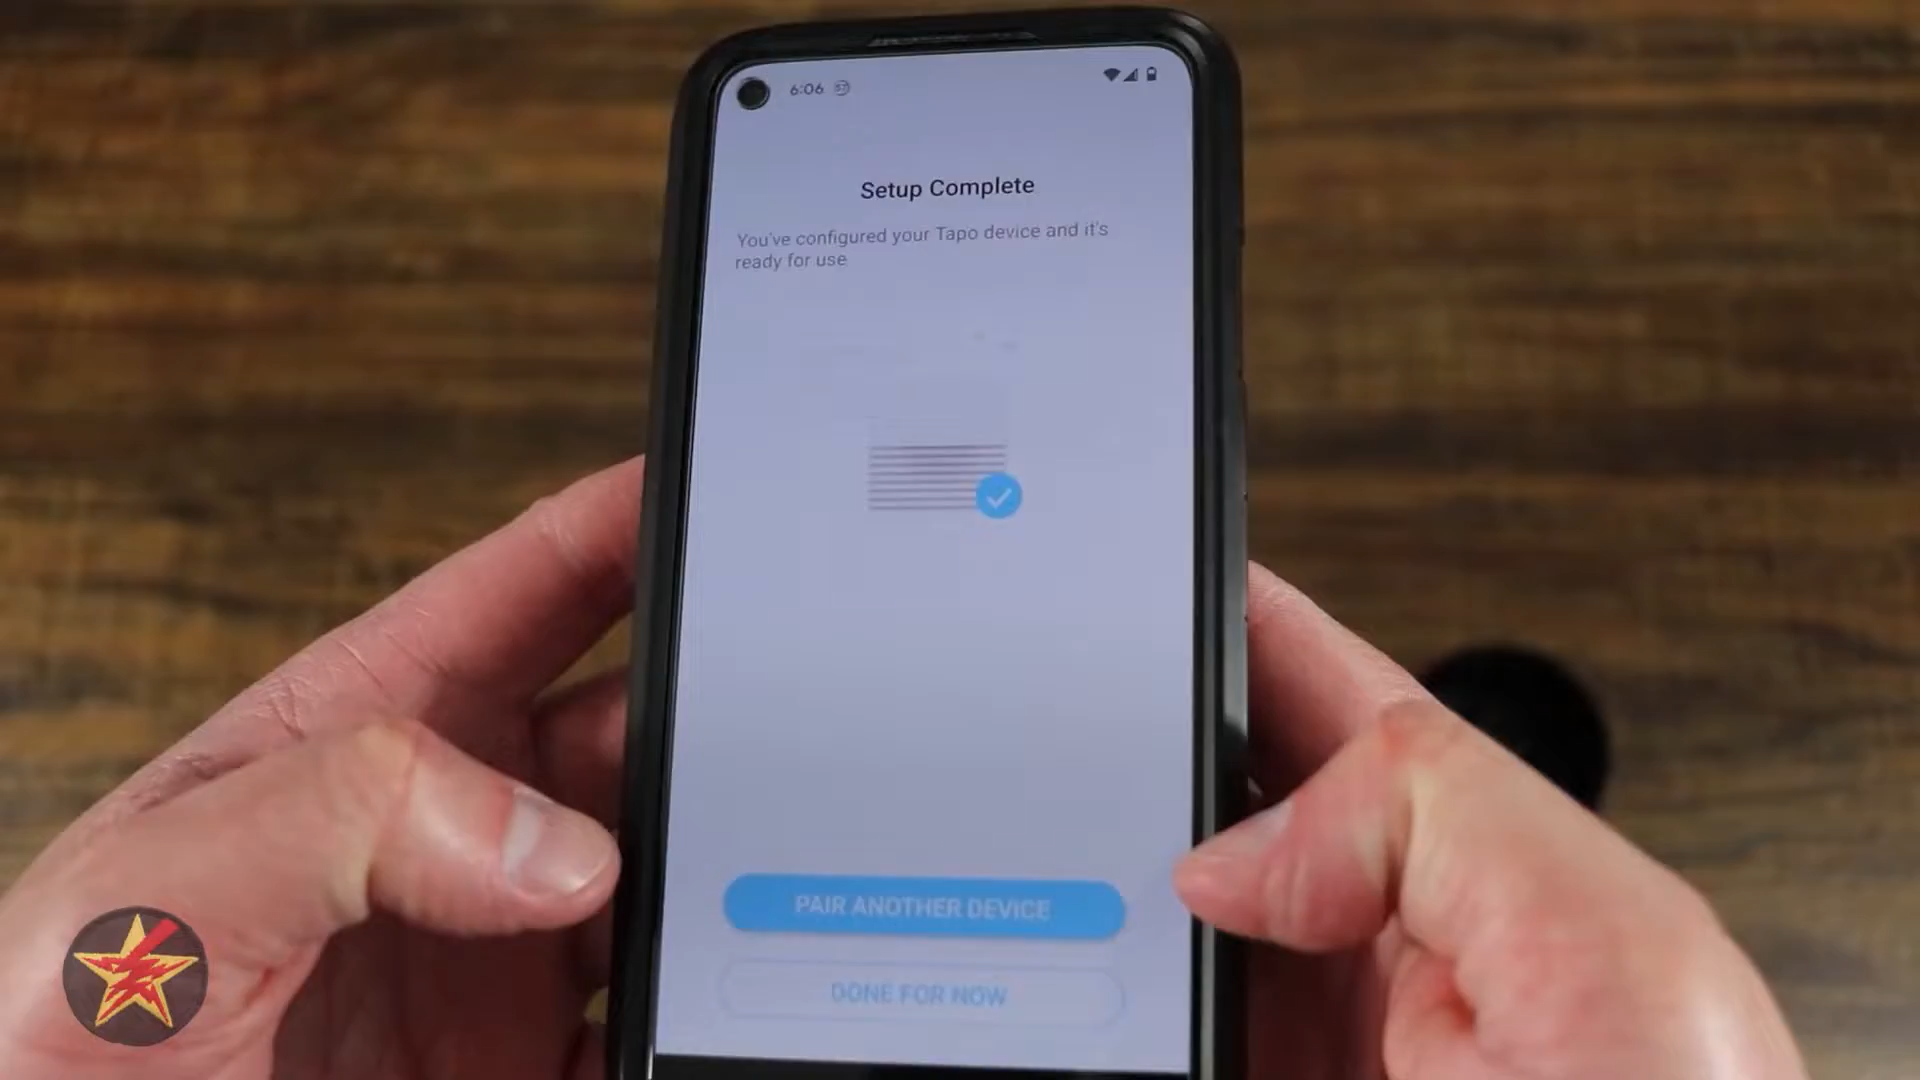 6:06
Setup Complete
You've configured your Tapo device and it's
ready for use
PAIR ANOTHER DEVICE
DONE FOR NOW